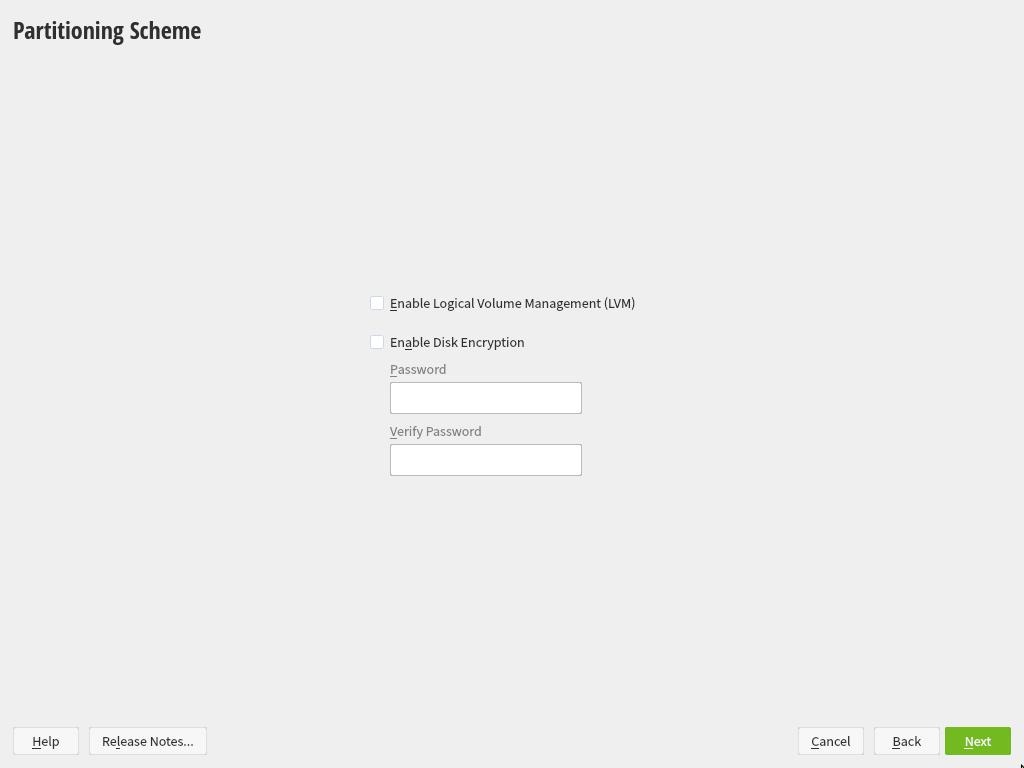 Partitioning Scheme
Enable Logical Volume Management (LVM)
Enable Disk Encryption
Password
Verify Password
Help
Release Notes...
Cancel
Back
Next